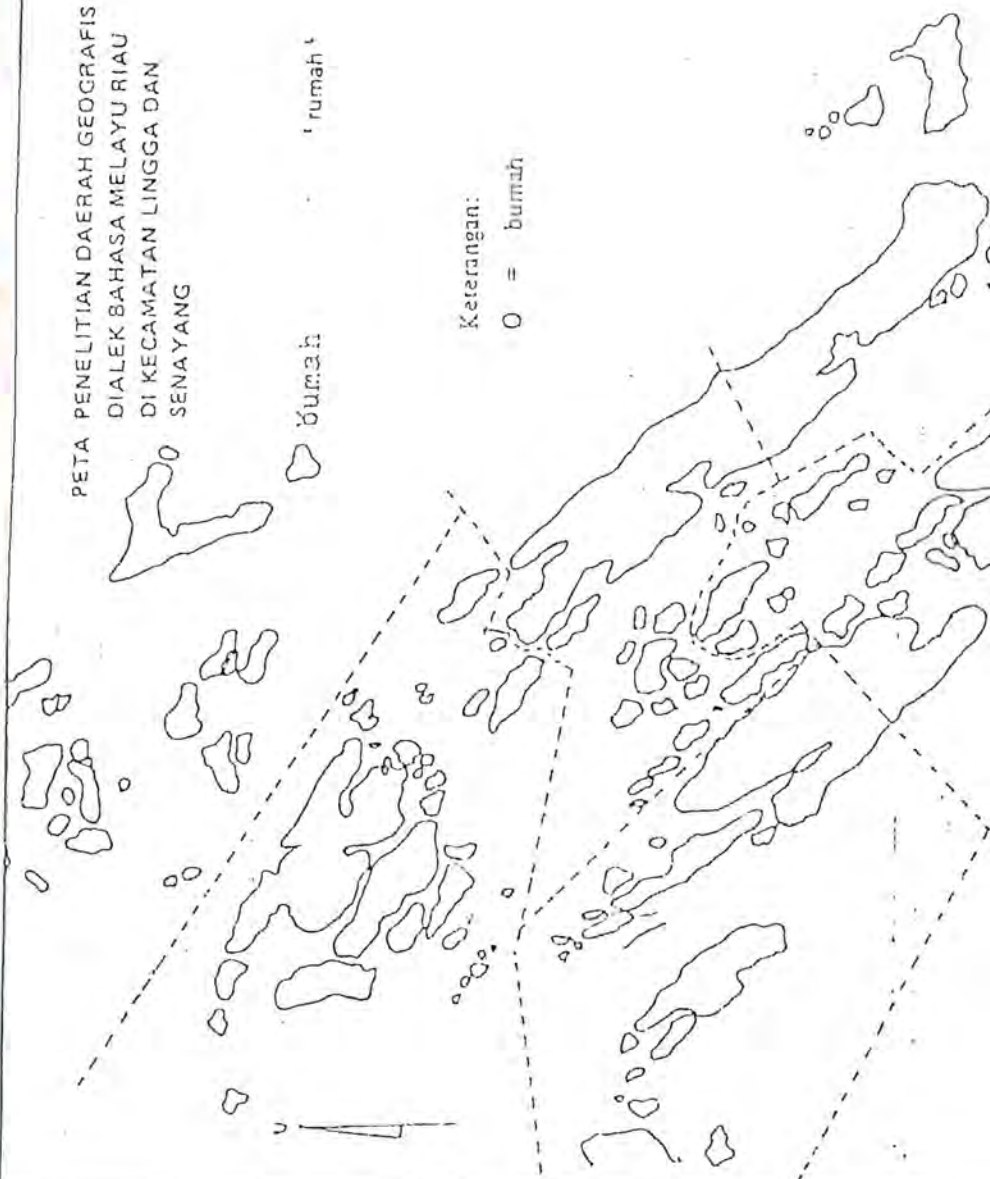 PETA PENELITIAN DAERAH GEOGRAFIS
DIALEK BAHASA MELAYU RIAU
DI KECAMATAN LINGGA DAN
SENAYANG
bumah
'rumah'
Keterangan:
O = bumah
U